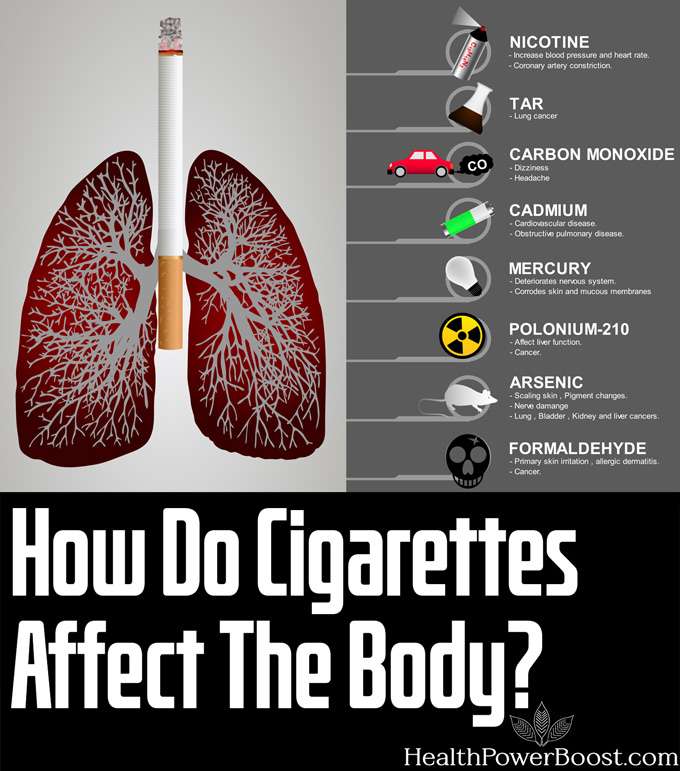 NICOTINE
- Increase blood pressure and heart rate.
- Coronary artery constriction.
TAR
- Lung cancer
CARBON MONOXIDE
- Dizziness
- Headache
CO
CADMIUM
- Cardiovascular disease.
- Obstructive pulmonary disease.
MERCURY
- Deteriorates nervous system.
- Corrodes skin and mucous membranes
POLONIUM-210
- Affect liver function.
- Cancer.
ARSENIC
- Scaling skin , Pigment changes.
- Nerve damage
- Lung , Bladder , Kidney and liver cancers.
FORMALDEHYDE
- Primary skin irritation , allergic dermatitis.
- Cancer.
How Do Cigarettes
Affect The Body?
HealthPowerBoost.com